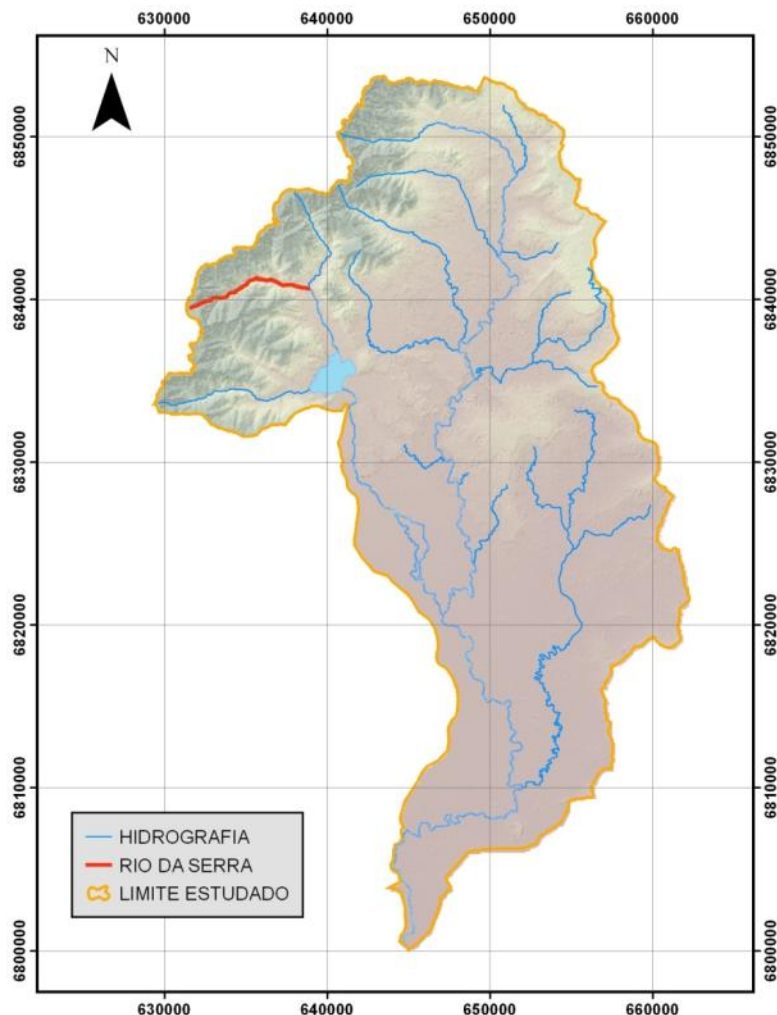 630000 640000 650000 660000
N
6850000 6850000
6840000 6840000
6830000 6830000
6820000 6820000
6810000 6810000
HIDROGRAFIA
RIO DA SERRA
LIMITE ESTUDADO
6800000 6800000
630000 640000 650000 660000